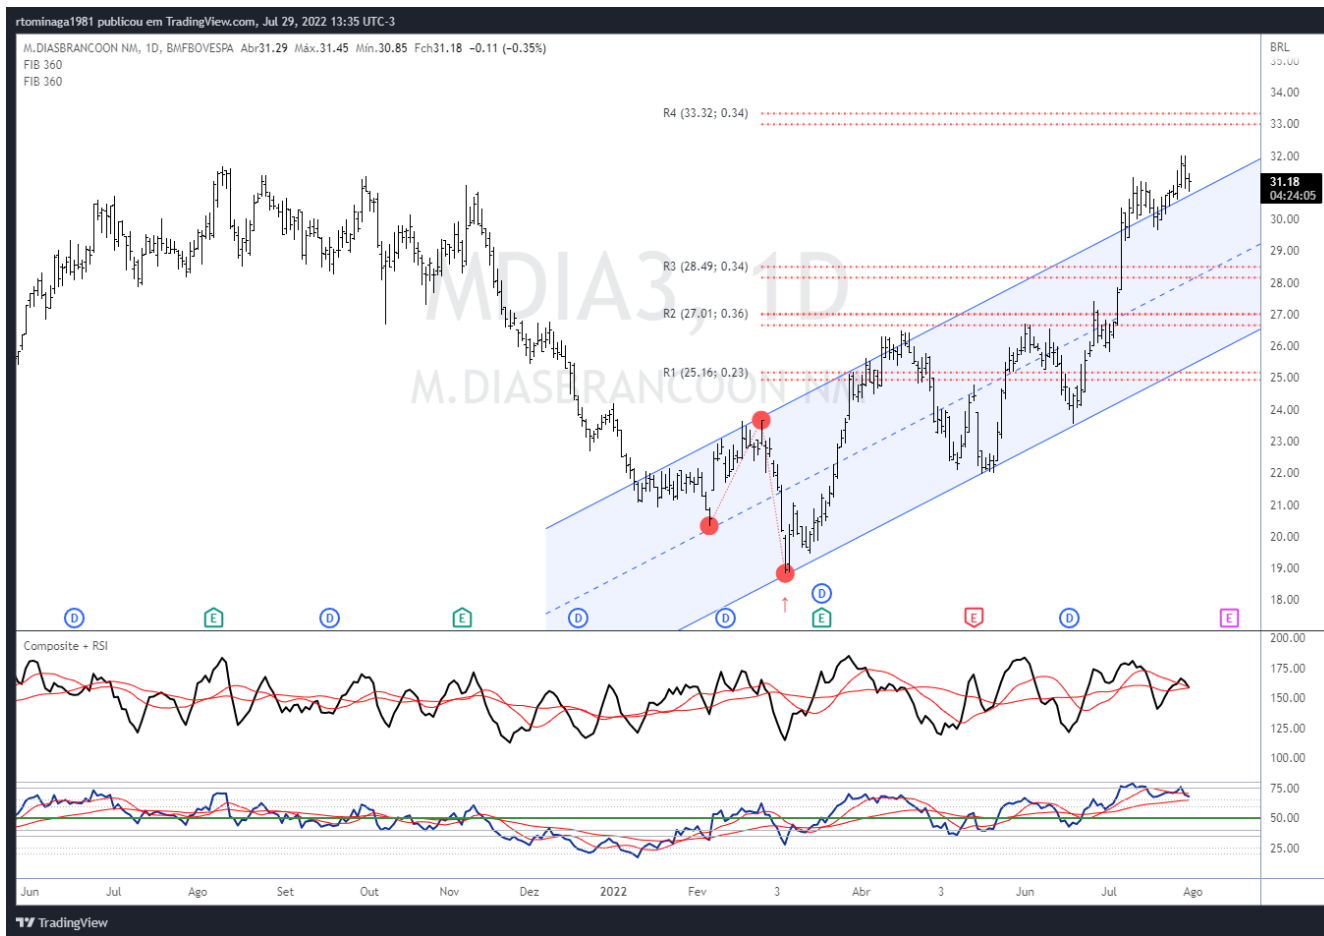 rtominaga1981 publicou em TradingView.com, Jul 29, 2022 13:35 UTC-3
M.DIASBRANCOON NM, 1D, BMFBOVESPA Abr31.29 Máx.31.45 Mín.30.85 Fch31.18 −0.11 (−0.35%)
FIB 360
FIB 360
BRL
35.00
34.00
R4 (33.32; 0.34)
33.00
32.00
31.18
04:24:05
30.00
29.00
MDIA3, 1D
R3 (28.49; 0.34)
28.00
R2 (27.01; 0.36)
27.00
26.00
M.DIASBRANCOON NM
R1 (25.16; 0.23)
25.00
24.00
23.00
22.00
21.00
20.00
19.00
18.00
D
D E D E D D E E D E
Composite + RSI
200.00
175.00
150.00
125.00
100.00
75.00
50.00
25.00
Jun Jul Ago Set Out Nov Dez 2022 Fev 3 Abr 3 Jun Jul Ago
TradingView